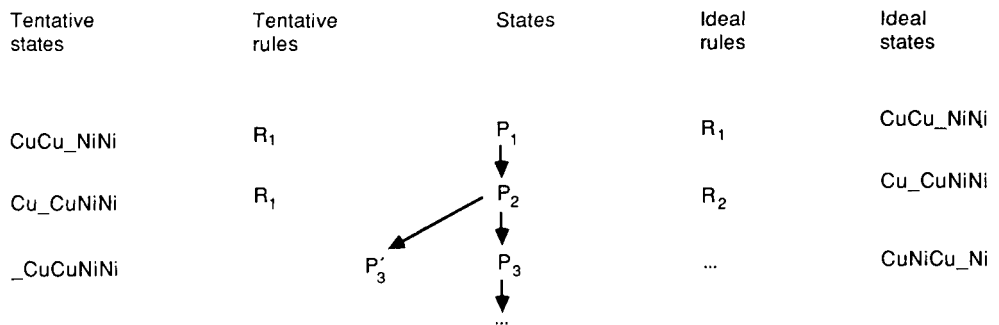 Tentative states Tentative rules States Ideal rules Ideal states
CuCu_NiNi R₁ P₁ R₁ CuCu_NiNi
Cu_CuNiNi R₁ P₂ R₂ Cu_CuNiNi
_CuCuNiNi P₃′ P₃ ... CuNiCu_Ni
...